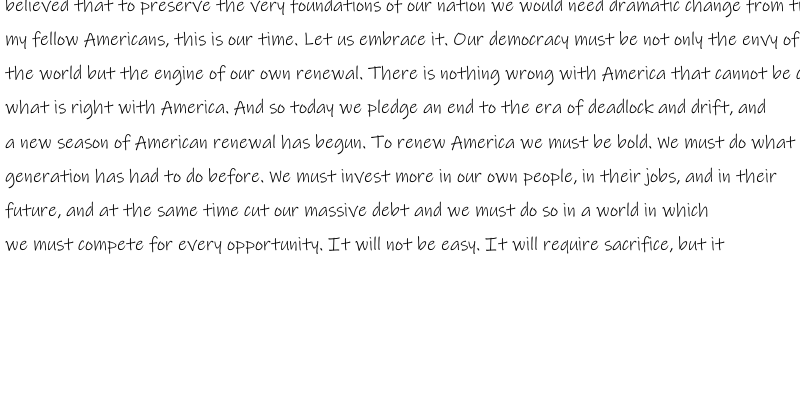 believed that to preserve the very foundations of our nation we would need dramatic change from
my fellow Americans, this is our time. Let us embrace it. Our democracy must be not only the envy of
the world but the engine of our own renewal. There is nothing wrong with America that cannot be
what is right with America. And so today we pledge an end to the era of deadlock and drift, and
a new season of American renewal has begun. To renew America we must be bold. We must do what
generation has had to do before. We must invest more in our own people, in their jobs, and in their
future, and at the same time cut our massive debt and we must do so in a world in which
we must compete for every opportunity. It will not be easy. It will require sacrifice, but it